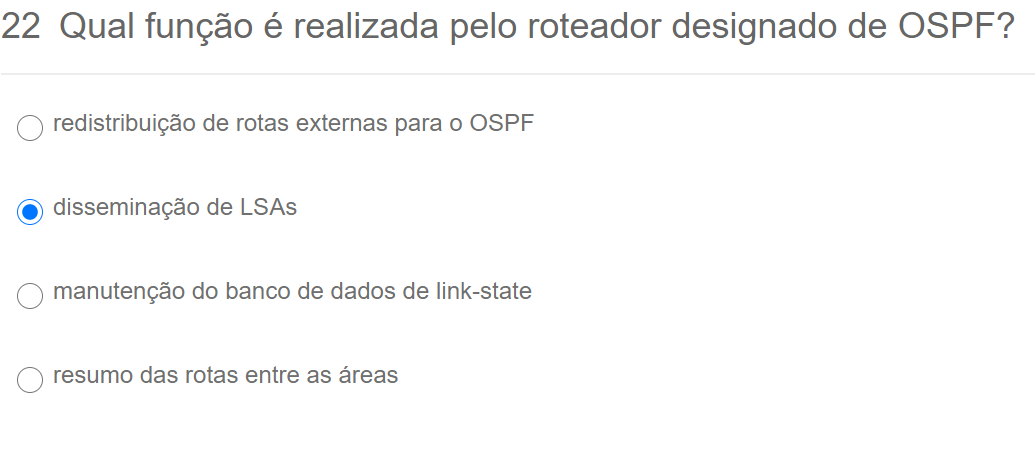 22 Qual função é realizada pelo roteador designado de OSPF?
redistribuição de rotas externas para o OSPF
disseminação de LSAs
manutenção do banco de dados de link-state
resumo das rotas entre as áreas